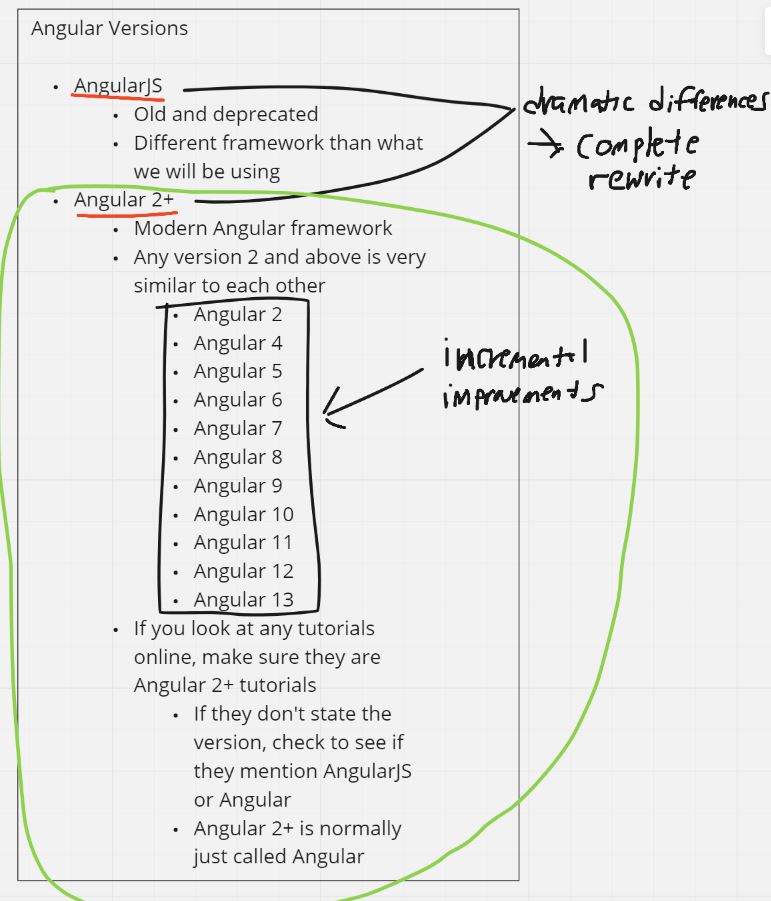 Angular Versions
AngularJS
Old and deprecated
Different framework than what
we will be using
dramatic differences
→ complete
rewrite
Angular 2+
Modern Angular framework
Any version 2 and above is very
similar to each other
Angular 2
Angular 4
Angular 5
Angular 6
Angular 7
Angular 8
Angular 9
Angular 10
Angular 11
Angular 12
Angular 13
incremental
improvements
If you look at any tutorials
online, make sure they are
Angular 2+ tutorials
If they don't state the
version, check to see if
they mention AngularJS
or Angular
Angular 2+ is normally
just called Angular